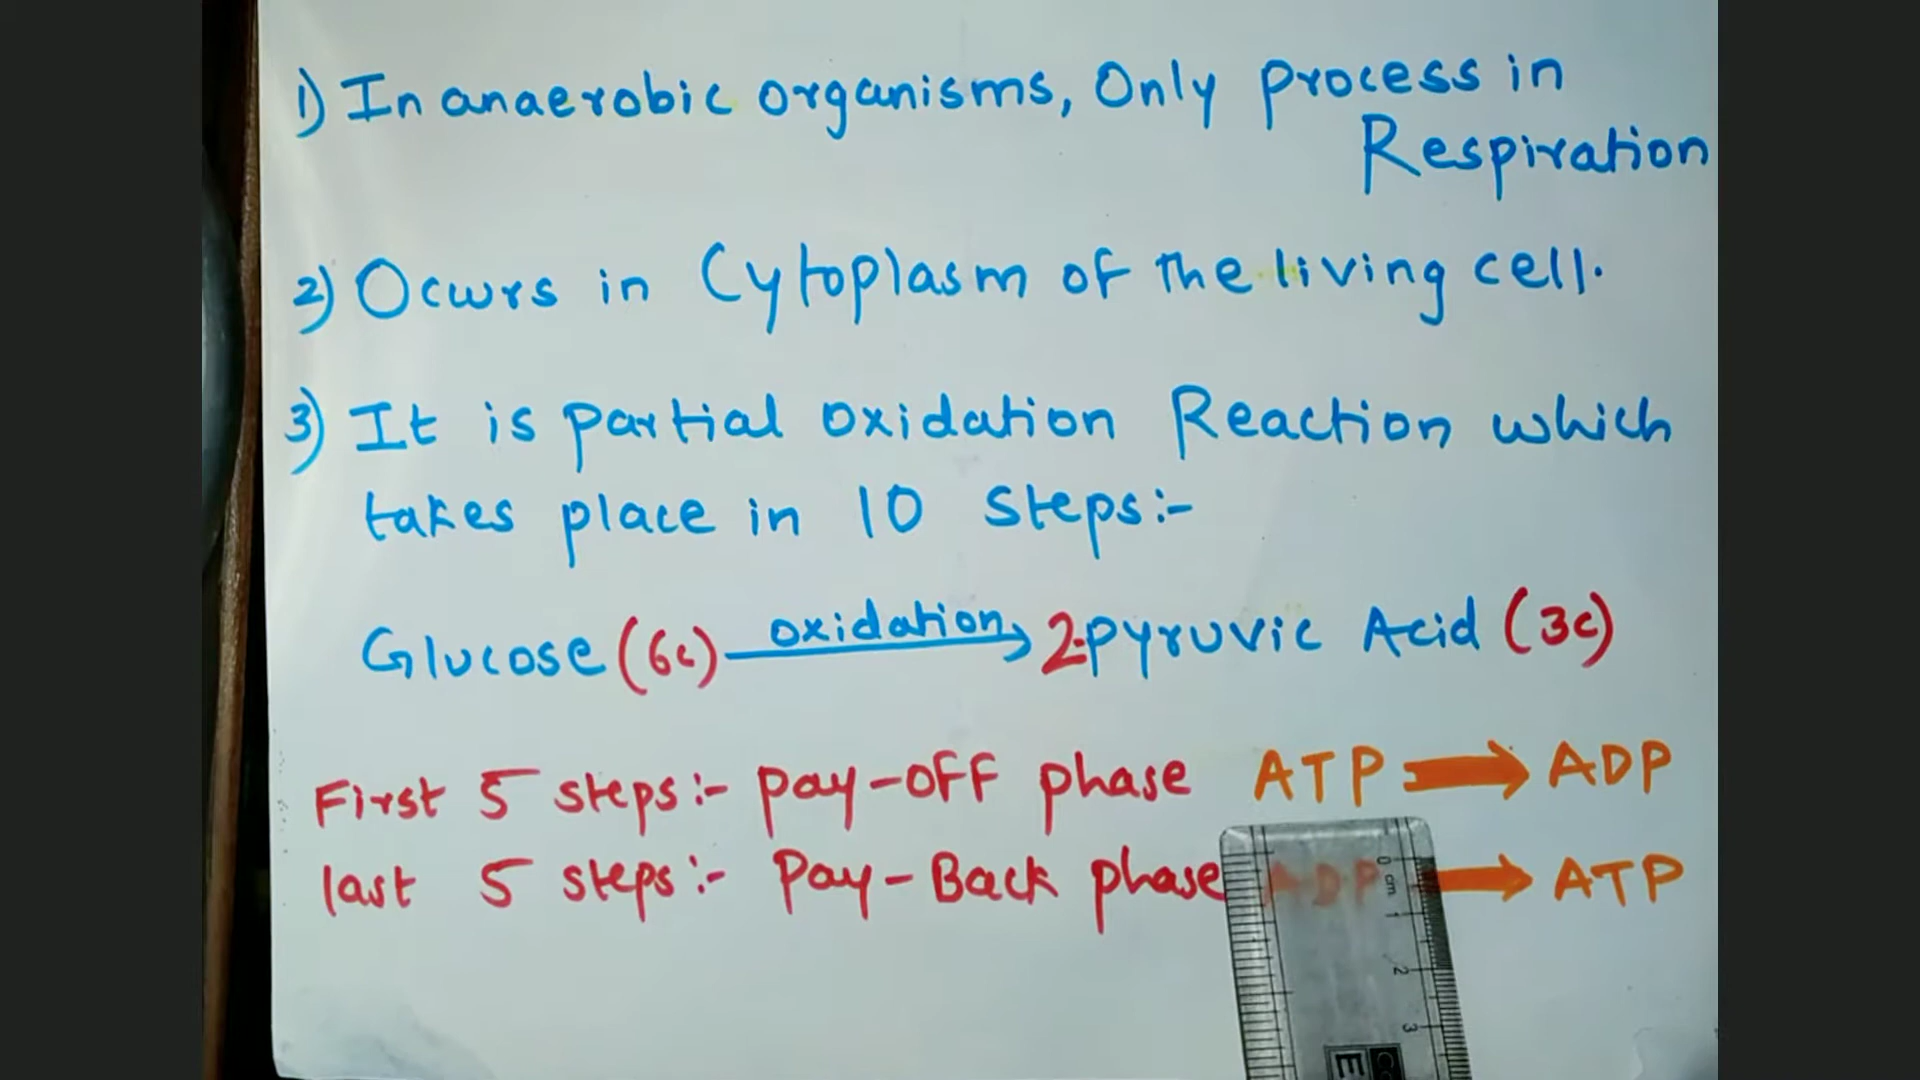 1) In anaerobic organisms, Only process in
Respiration
2) Occurs in Cytoplasm of the living cell.
3) It is partial oxidation Reaction which
takes place in 10 steps:-
Glucose (6c) oxidation → 2-pyruvic Acid (3c)
First 5 steps:- pay-off phase ATP → ADP
last 5 steps:- Pay-Back phase ADP → ATP
0 cm
1
2
3